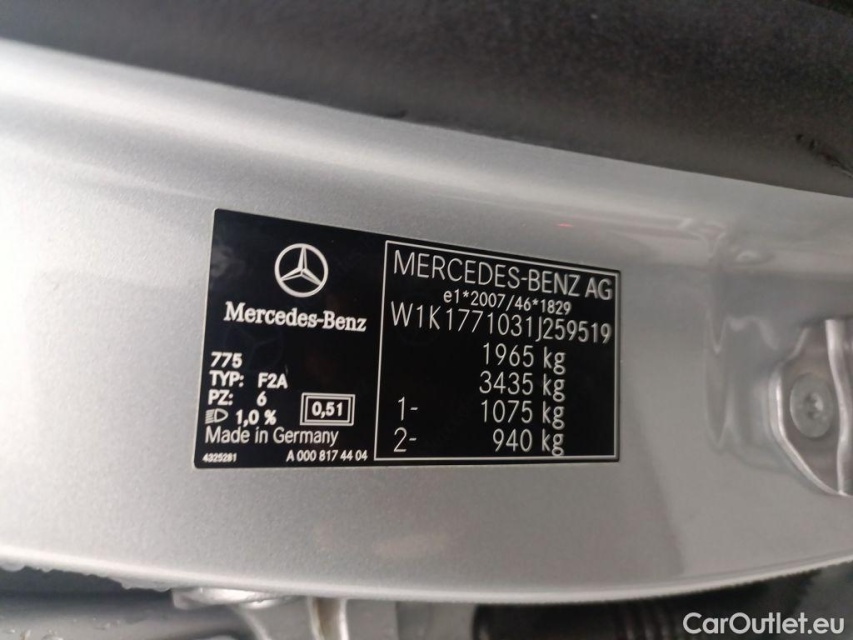 Mercedes-Benz
775
TYP: F2A
PZ: 6
1,0 %
0,51
Made in Germany
4325281
A 000 817 44 04
MERCEDES-BENZ AG
e1*2007/46*1829
W1K1771031J259519
1965 kg
3435 kg
1- 1075 kg
2- 940 kg
CarOutlet.eu